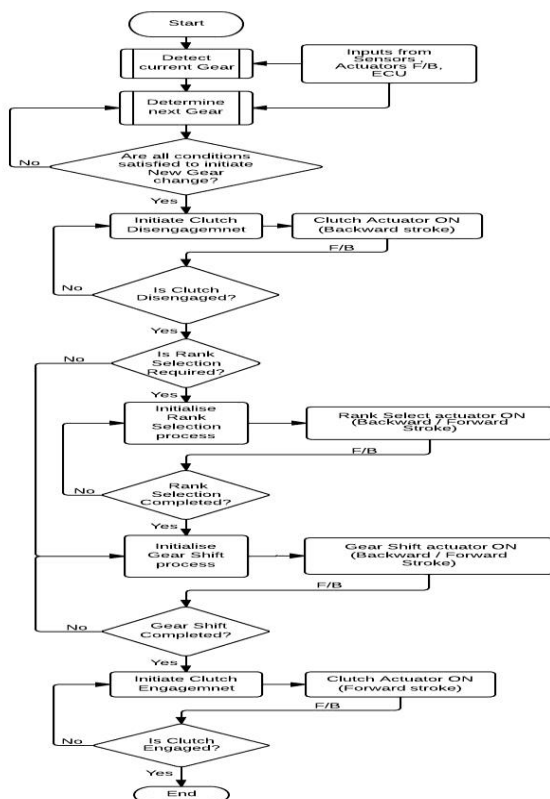 Start
Detect
current Gear
Inputs from
Sensors ,
Actuators F/B,
ECU
Determine
next Gear
No
Are all conditions
satisfied to initiate
New Gear
change?
Yes
Initiate Clutch
Disengagemnet
Clutch Actuator ON
(Backward stroke)
F/B
Is Clutch
Disengaged?
No
Yes
No
Is Rank
Selection
Required?
Yes
Initialise
Rank
Selection
process
Rank Select actuator ON
(Backward / Forward
Stroke)
F/B
No
Rank
Selection
Completed?
Yes
Initialise
Gear Shift
process
Gear Shift actuator ON
(Backward / Forward
Stroke)
F/B
No
Gear Shift
Completed?
Yes
Initiate Clutch
Engagemnet
Clutch Actuator ON
(Forward stroke)
F/B
No
Is Clutch
Engaged?
Yes
End